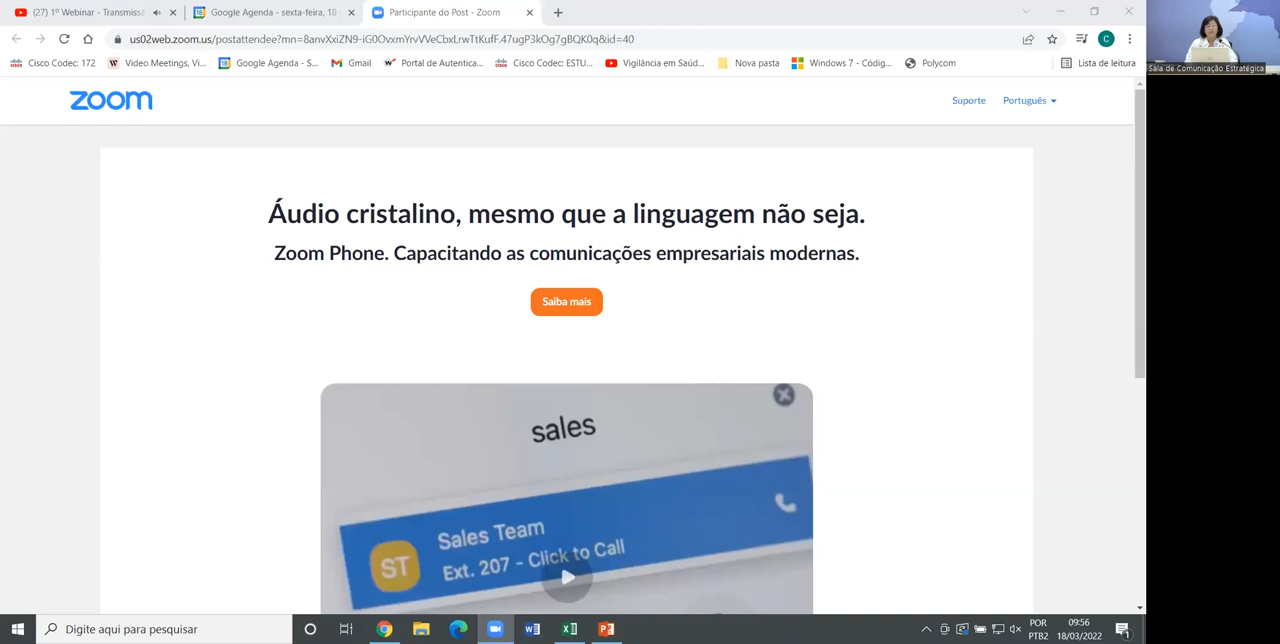 (27) 1º Webinar - Transmissã
Google Agenda - sexta-feira, 18
Participante do Post - Zoom
us02web.zoom.us/postattendee?mn=8anvXxiZN9-iG0OvxmYrvVVeCbxLrwTtKufF.47ugP3kOg7gBQK0q&id=40
C
Cisco Codec: 172
Video Meetings, Vi...
Google Agenda - S...
Gmail
Portal de Autentica...
Cisco Codec: ESTU...
Vigilância em Saúd...
Nova pasta
Windows 7 - Códig...
Polycom
Lista de leitura
Sala de Comunicação Estratégica
zoom
Suporte
Português
Áudio cristalino, mesmo que a linguagem não seja.
Zoom Phone. Capacitando as comunicações empresariais modernas.
Saiba mais
sales
ST
Sales Team
Ext. 207 - Click to Call
Digite aqui para pesquisar
POR
PTB2
09:56
18/03/2022
1